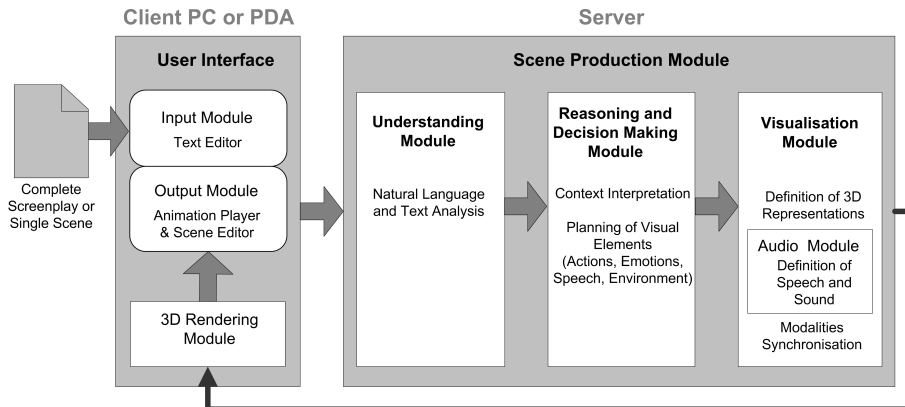 Client PC or PDA
Server
User Interface
Scene Production Module
Input Module
Text Editor
Output Module
Animation Player
& Scene Editor
3D Rendering
Module
Complete
Screenplay or
Single Scene
Understanding
Module
Natural Language
and Text Analysis
Reasoning and
Decision Making
Module
Context Interpretation
Planning of Visual
Elements
(Actions, Emotions,
Speech, Environment)
Visualisation
Module
Definition of 3D
Representations
Audio Module
Definition of
Speech and
Sound
Modalities
Synchronisation